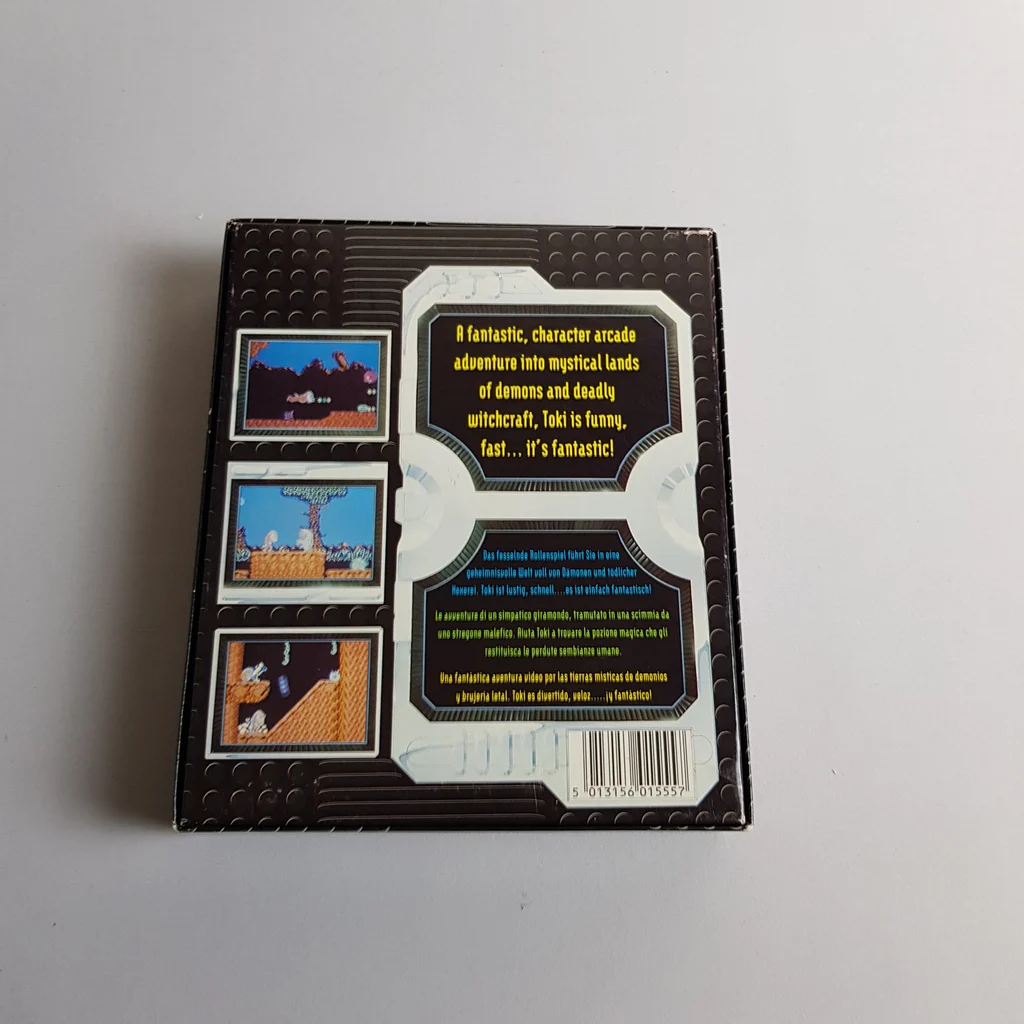 A fantastic, character arcade
adventure into mystical lands
of demons and deadly
witchcraft, Toki is funny,
fast... it's fantastic!
Das fesselnde Rollenspiel führt Sie in eine
geheimnisvolle Welt voll von Dämonen und tödlicher
Hexerei. Toki ist lustig, schnell....es ist einfach fantastisch!
Le avventure di un simpatico giramondo, tramutato in una scimmia da
uno stregone malefico. Aiuta Toki a trovare la pozione magica che gli
restituisca le perdute sembianze umane.
Una fantàstica aventura video por las tierras misticas de demonios
y brujeria letal. Toki es divertido, veloz.....¡y fantàstico!
5 013156 015557